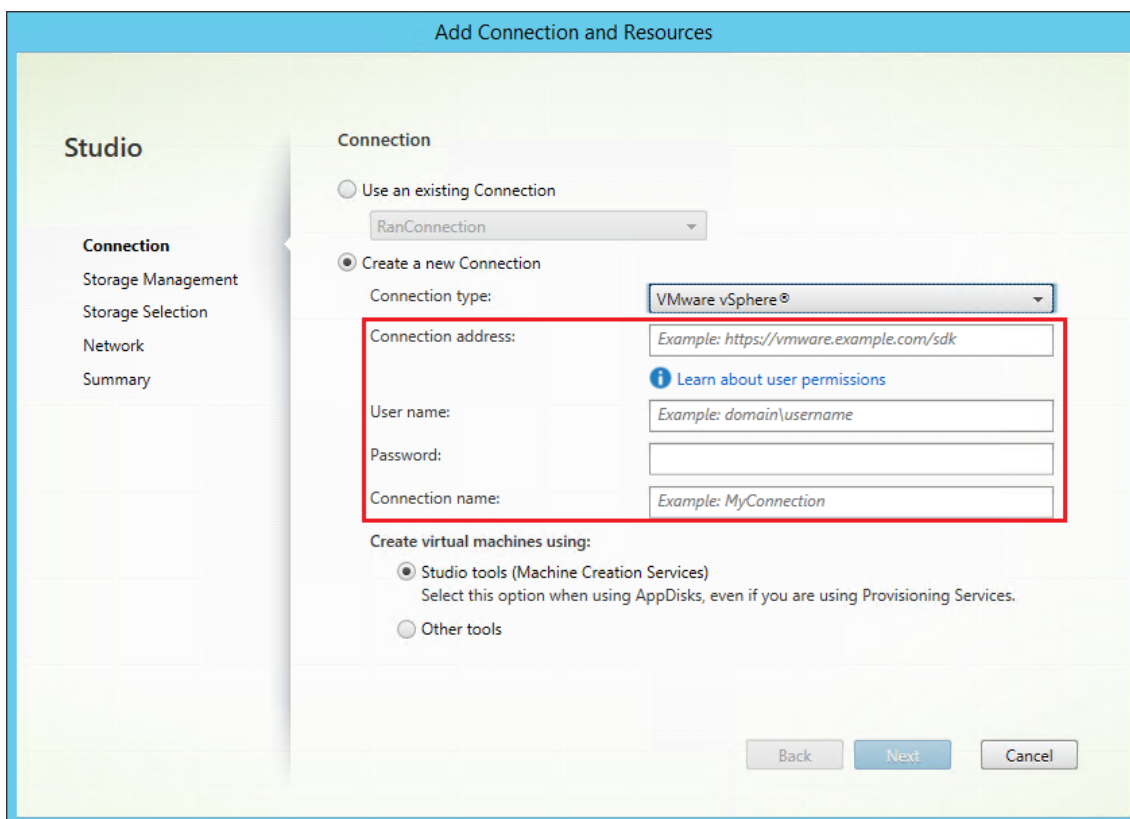 Add Connection and Resources
Studio
Connection
Storage Management
Storage Selection
Network
Summary
Connection
Use an existing Connection
RanConnection
Create a new Connection
Connection type:
VMware vSphere®
Connection address:
Example: https://vmware.example.com/sdk
Learn about user permissions
User name:
Example: domain\username
Password:
Connection name:
Example: MyConnection
Create virtual machines using:
Studio tools (Machine Creation Services)
Select this option when using AppDisks, even if you are using Provisioning Services.
Other tools
Back
Next
Cancel